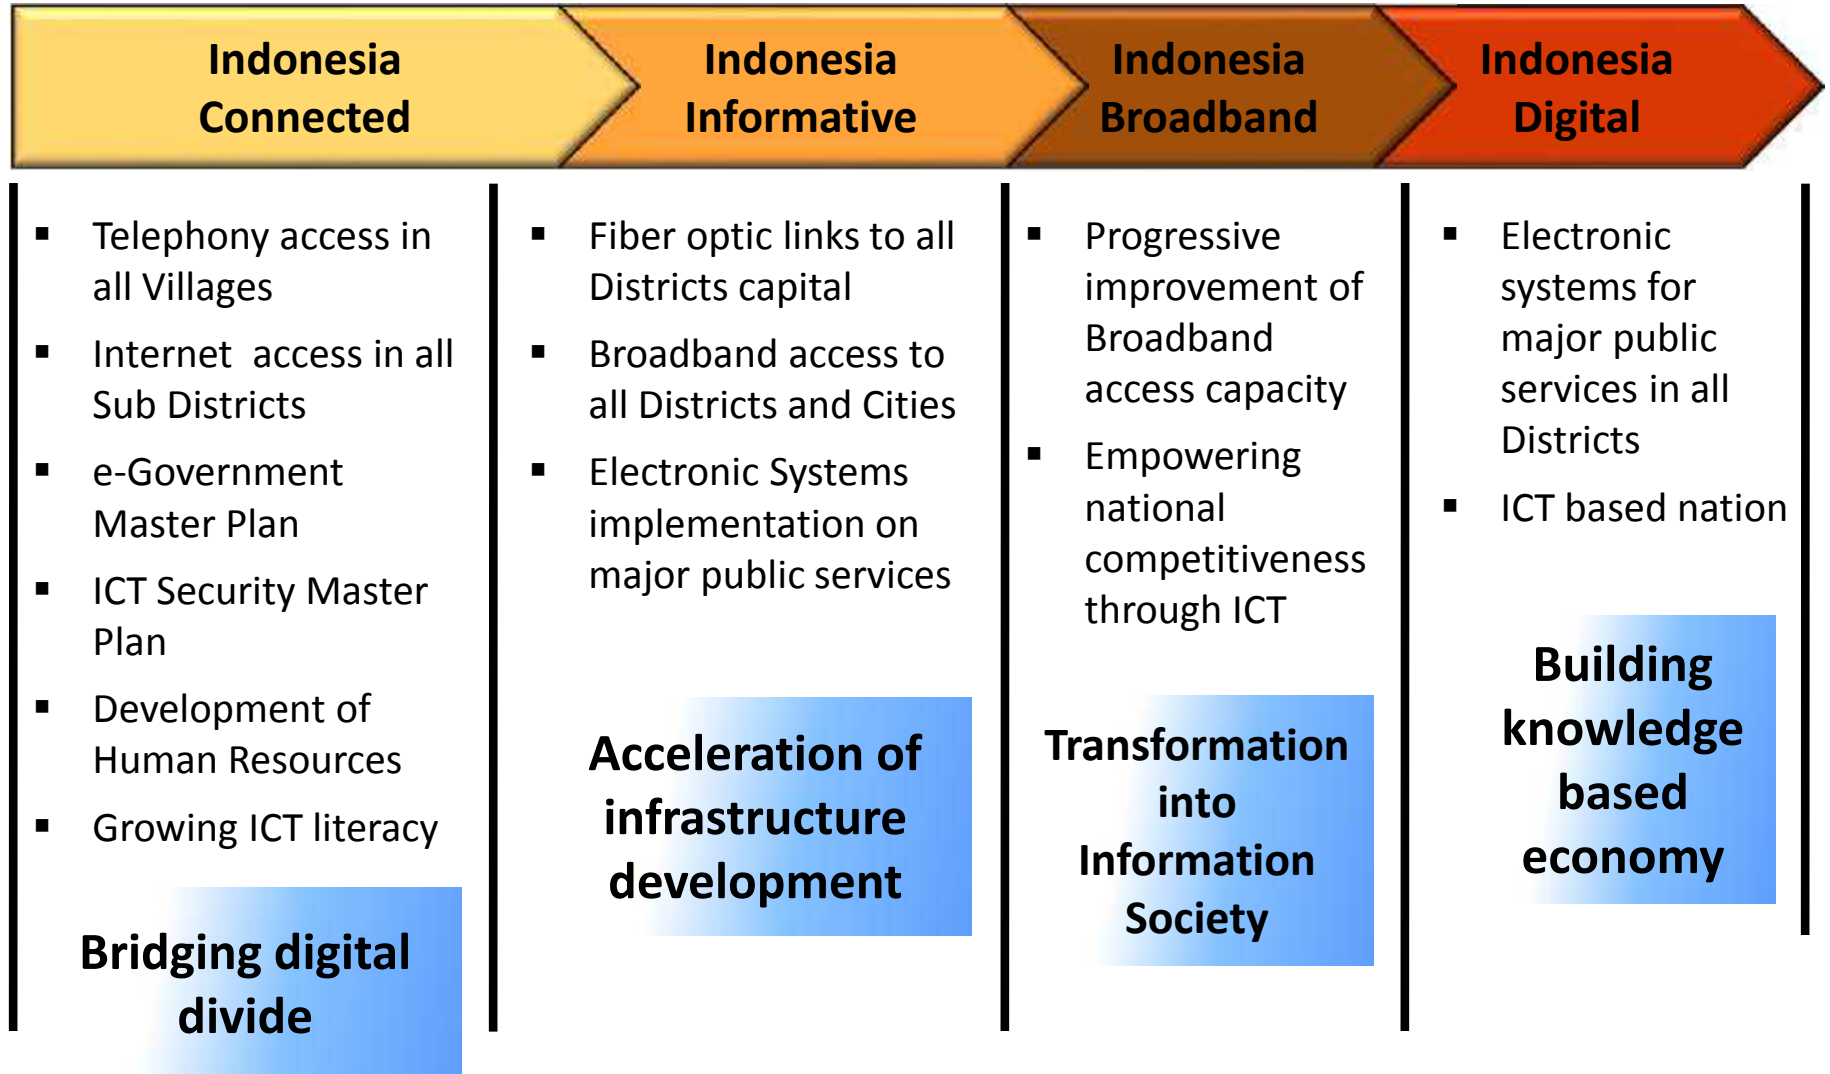 Indonesia
Connected
Indonesia
Informative
Indonesia
Broadband
Indonesia
Digital
▪ Telephony access in
all Villages
▪ Internet access in all
Sub Districts
▪ e-Government
Master Plan
▪ ICT Security Master
Plan
▪ Development of
Human Resources
▪ Growing ICT literacy
Bridging digital
divide
▪ Fiber optic links to all
Districts capital
▪ Broadband access to
all Districts and Cities
▪ Electronic Systems
implementation on
major public services
Acceleration of
infrastructure
development
▪ Progressive
improvement of
Broadband
access capacity
▪ Empowering
national
competitiveness
through ICT
Transformation
into
Information
Society
▪ Electronic
systems for
major public
services in all
Districts
▪ ICT based nation
Building
knowledge
based
economy